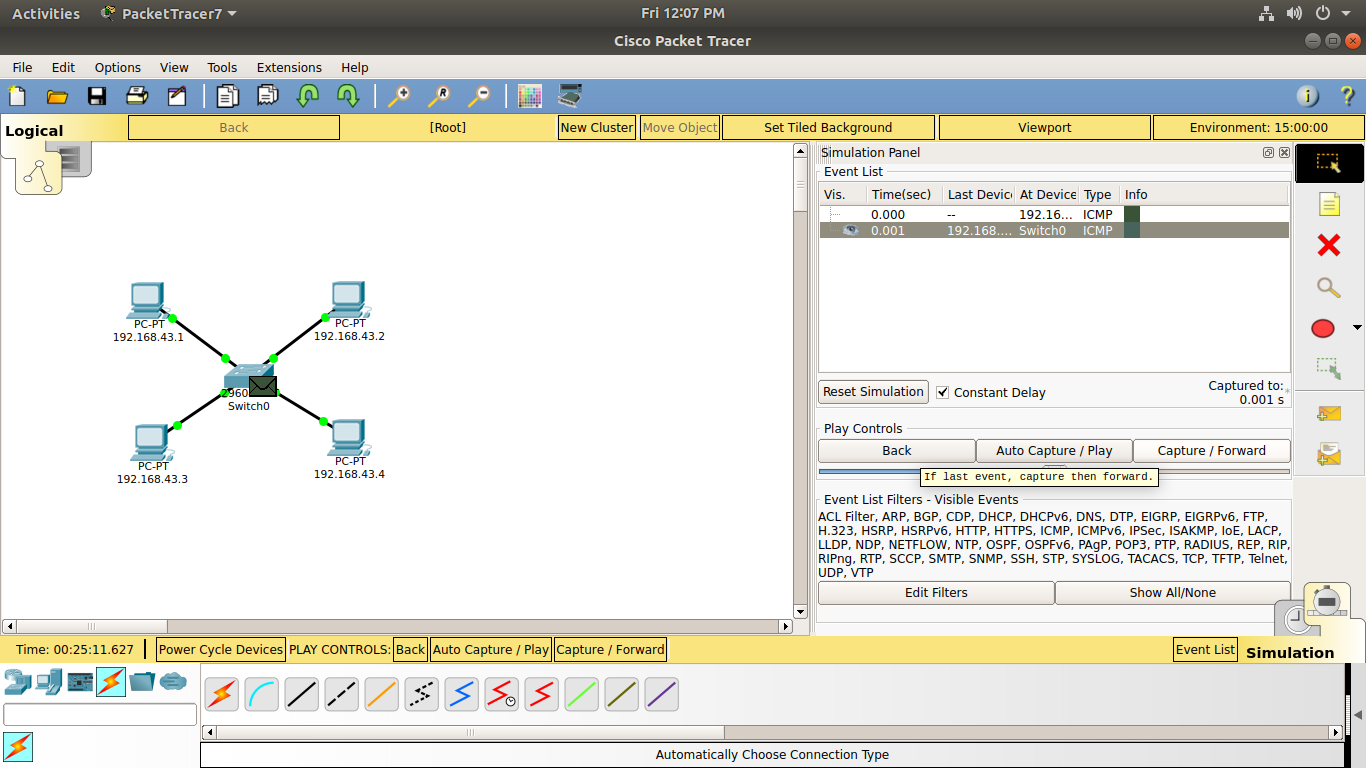 Activities PacketTracer7 Fri 12:07 PM
Cisco Packet Tracer
File Edit Options View Tools Extensions Help
Logical Back [Root] New Cluster Move Object Set Tiled Background Viewport Environment: 15:00:00
PC-PT
192.168.43.1
PC-PT
192.168.43.2
2960
Switch0
PC-PT
192.168.43.3
PC-PT
192.168.43.4
Simulation Panel
Event List
Vis. Time(sec) Last Device At Device Type Info
0.000 -- 192.16... ICMP
0.001 192.168.... Switch0 ICMP
Reset Simulation Constant Delay Captured to:
0.001 s
Play Controls
Back Auto Capture / Play Capture / Forward
If last event, capture then forward.
Event List Filters - Visible Events
ACL Filter, ARP, BGP, CDP, DHCP, DHCPv6, DNS, DTP, EIGRP, EIGRPv6, FTP,
H.323, HSRP, HSRPv6, HTTP, HTTPS, ICMP, ICMPv6, IPSec, ISAKMP, IoE, LACP,
LLDP, NDP, NETFLOW, NTP, OSPF, OSPFv6, PAgP, POP3, PTP, RADIUS, REP, RIP,
RIPng, RTP, SCCP, SMTP, SNMP, SSH, STP, SYSLOG, TACACS, TCP, TFTP, Telnet,
UDP, VTP
Edit Filters Show All/None
Time: 00:25:11.627 Power Cycle Devices PLAY CONTROLS: Back Auto Capture / Play Capture / Forward Event List Simulation
Automatically Choose Connection Type